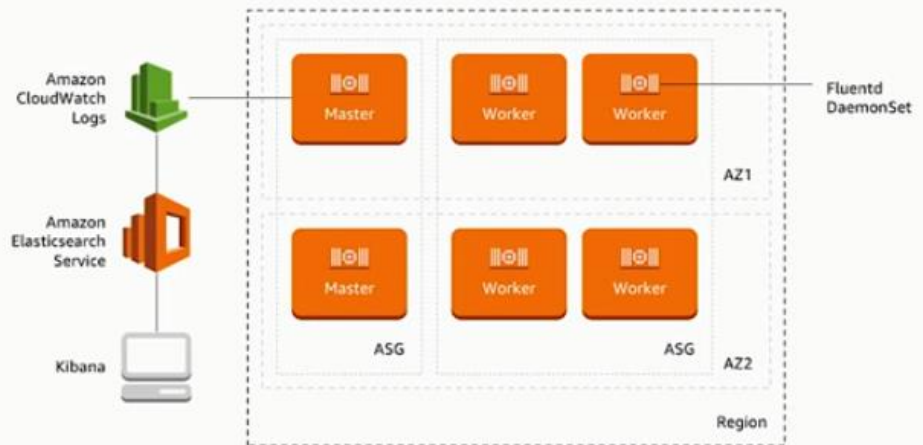 Amazon
CloudWatch
Logs
Master
Worker
Worker
Fluentd
DaemonSet
AZ1
Amazon
Elasticsearch
Service
Master
Worker
Worker
ASG
ASG
AZ2
Kibana
Region